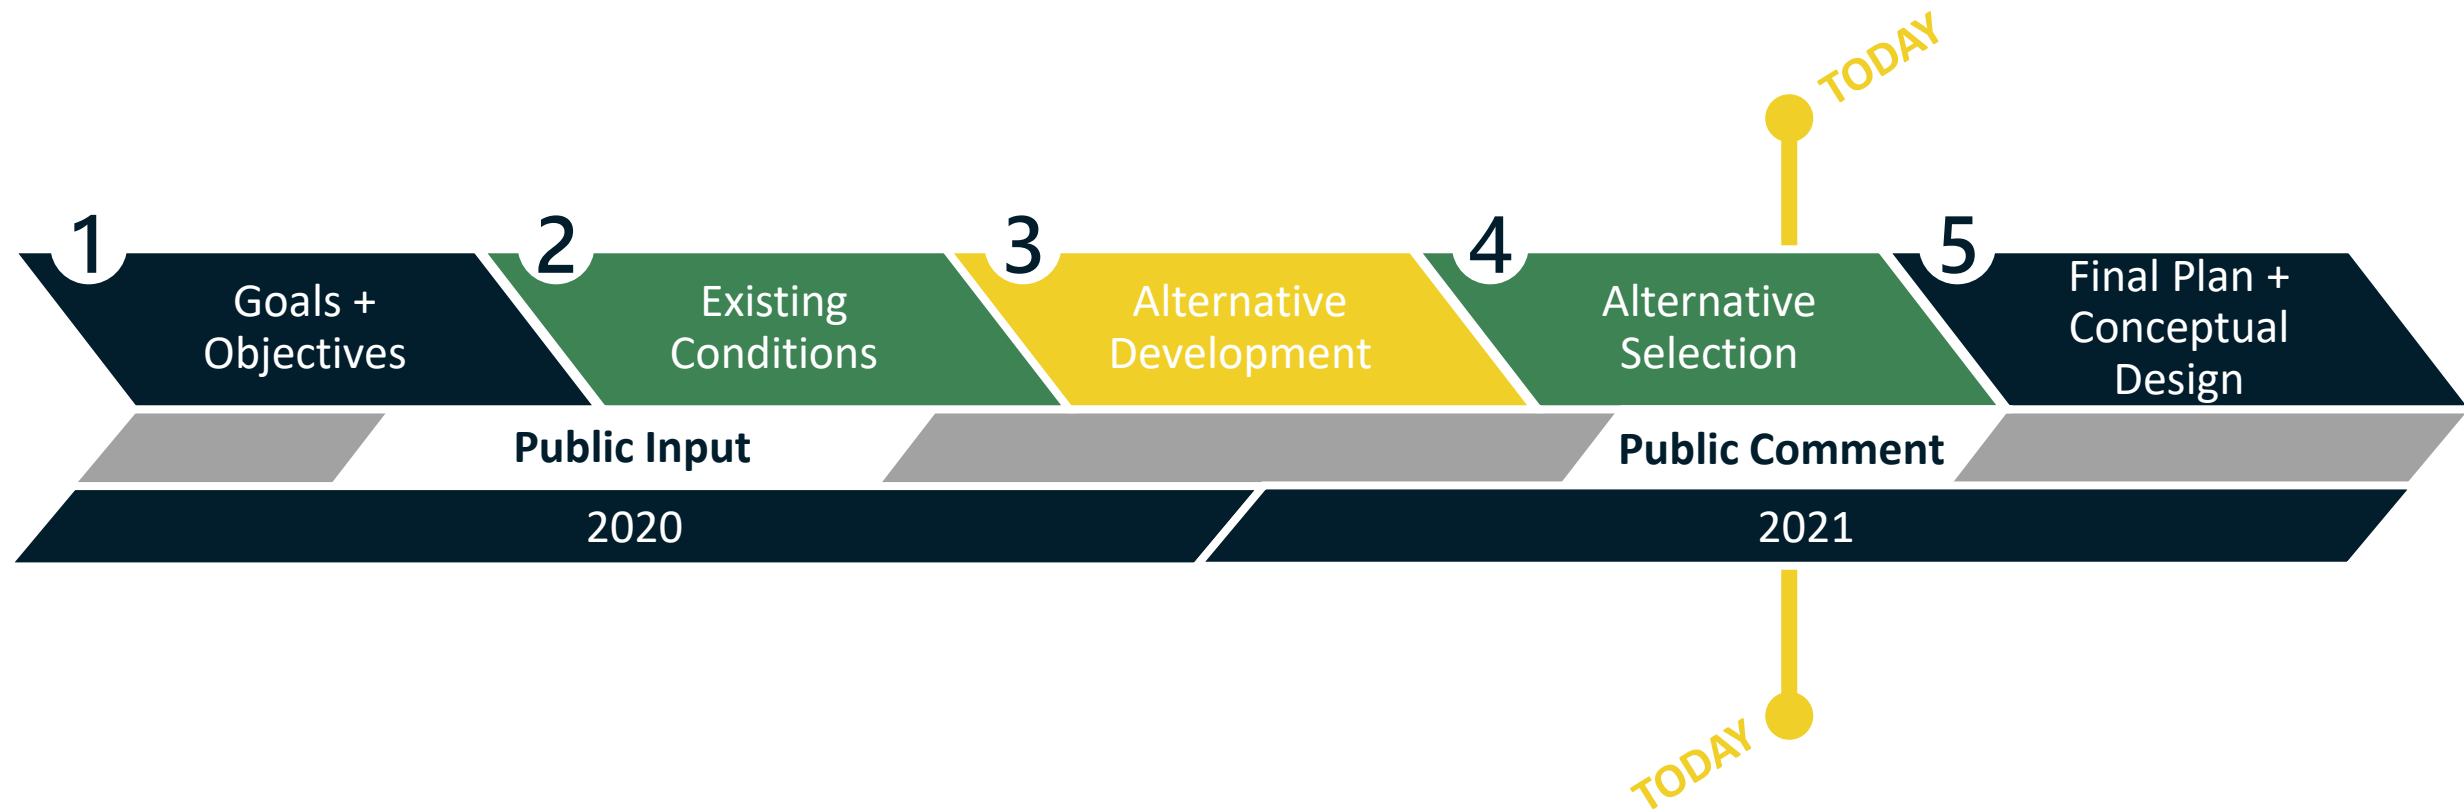 TODAY
1
Goals +
Objectives
2
Existing
Conditions
3
Alternative
Development
4
Alternative
Selection
5
Final Plan +
Conceptual
Design
Public Input
Public Comment
2020
2021
TODAY